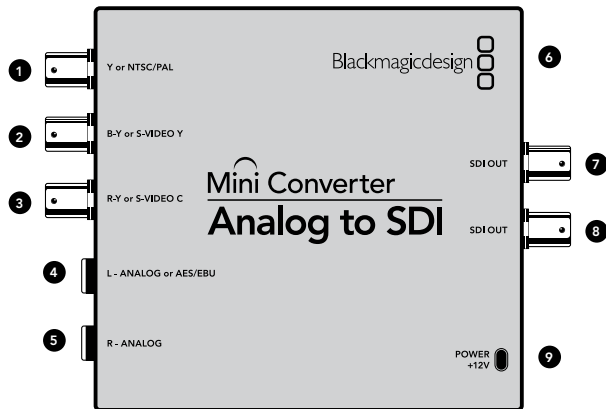 1
Y or NTSC/PAL
2
B-Y or S-VIDEO Y
3
R-Y or S-VIDEO C
4
L - ANALOG or AES/EBU
5
R - ANALOG
Blackmagicdesign
Mini Converter
Analog to SDI
6
SDI OUT
7
SDI OUT
8
POWER
+12V
9